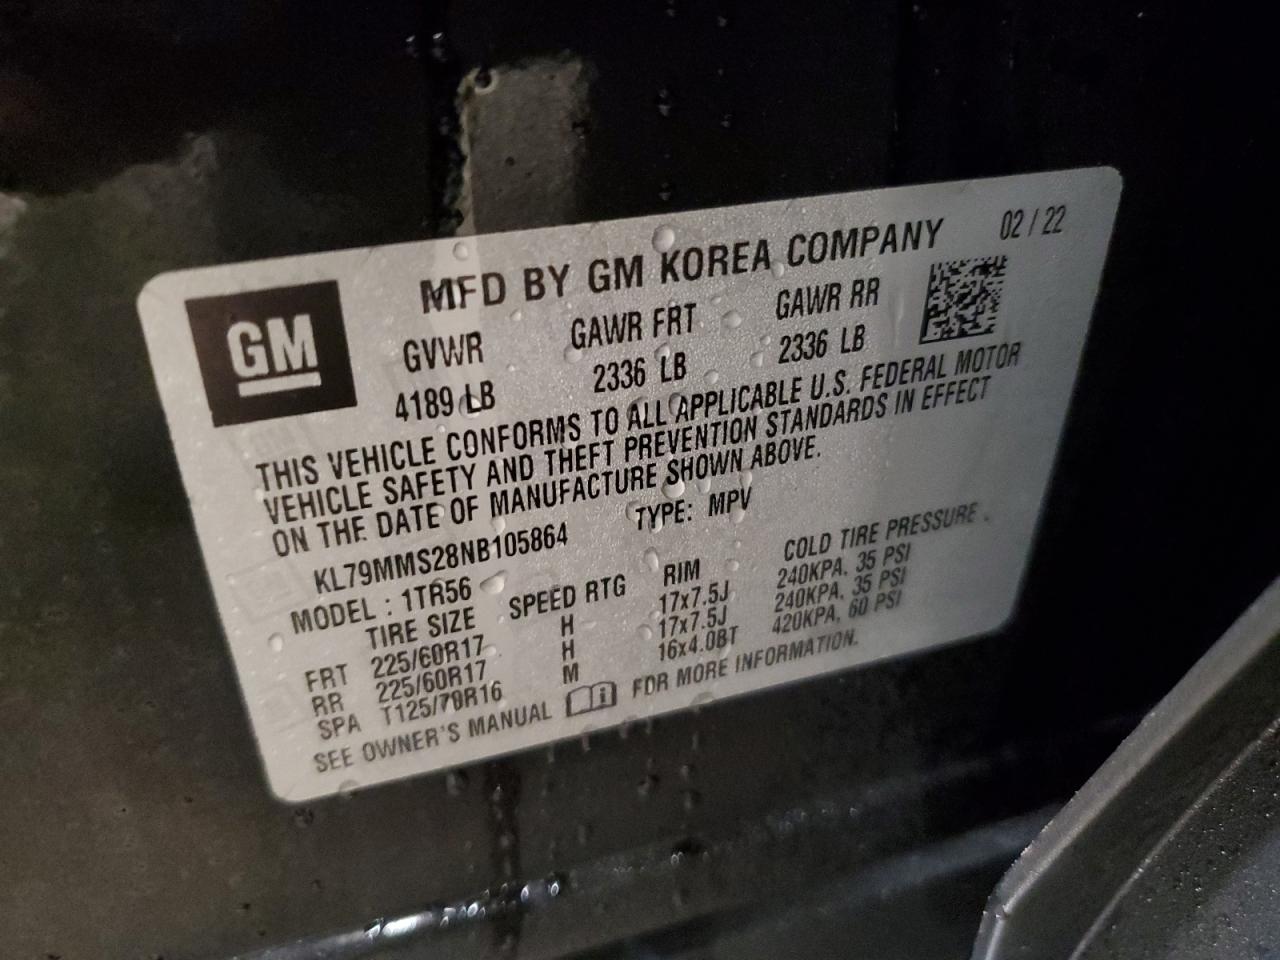 MFD BY GM KOREA COMPANY 02 / 22
GM
GVWR GAWR FRT GAWR RR
4189 LB 2336 LB 2336 LB
THIS VEHICLE CONFORMS TO ALL APPLICABLE U.S. FEDERAL MOTOR
VEHICLE SAFETY AND THEFT PREVENTION STANDARDS IN EFFECT
ON THE DATE OF MANUFACTURE SHOWN ABOVE.
KL79MMS28NB105864 TYPE: MPV
MODEL : 1TR56
TIRE SIZE SPEED RTG RIM COLD TIRE PRESSURE
FRT 225/60R17 H 17x7.5J 240KPA, 35 PSI
RR 225/60R17 H 17x7.5J 240KPA, 35 PSI
SPA T125/70R16 M 16x4.0BT 420KPA, 60 PSI
SEE OWNER'S MANUAL FOR MORE INFORMATION.